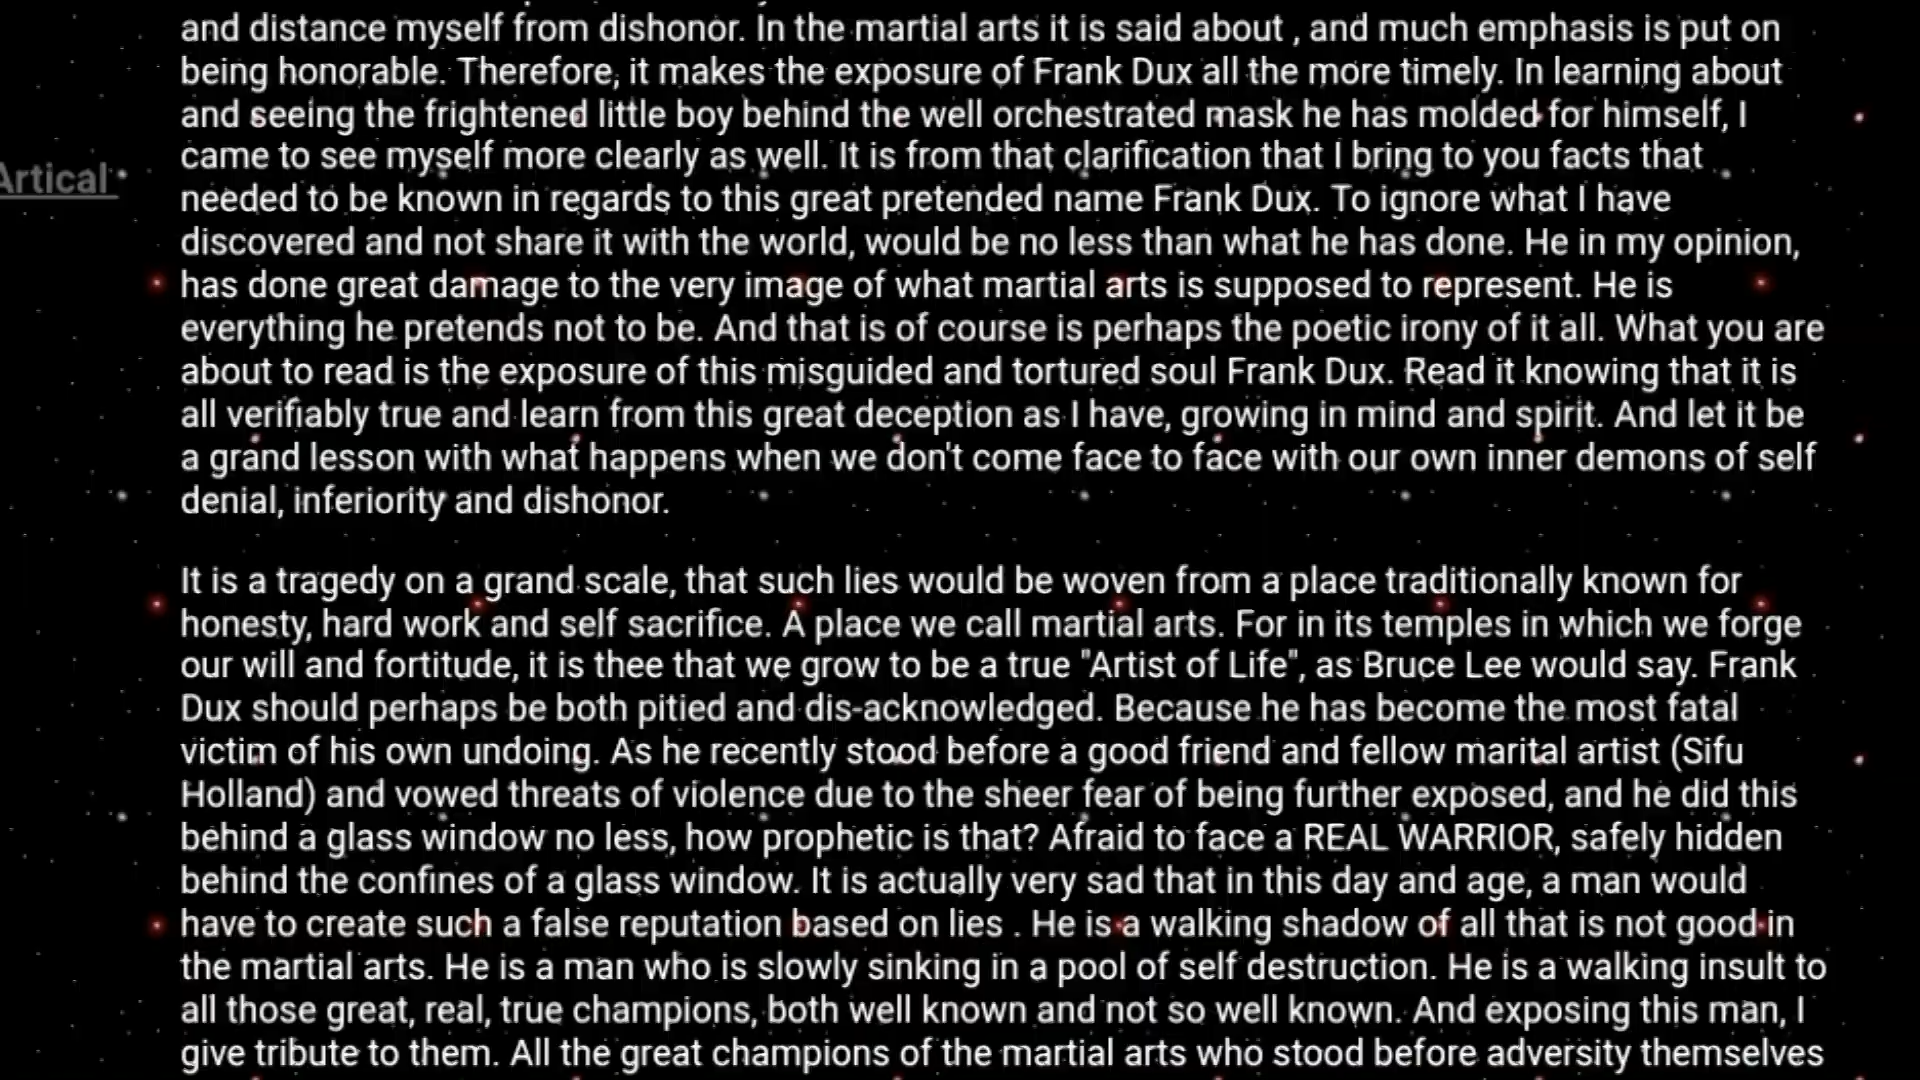 and distance myself from dishonor. In the martial arts it is said about , and much emphasis is put on
being honorable. Therefore, it makes the exposure of Frank Dux all the more timely. In learning about
and seeing the frightened little boy behind the well orchestrated mask he has molded for himself, I
came to see myself more clearly as well. It is from that clarification that I bring to you facts that
Artical
needed to be known in regards to this great pretended name Frank Dux. To ignore what I have
discovered and not share it with the world, would be no less than what he has done. He in my opinion,
has done great damage to the very image of what martial arts is supposed to represent. He is
everything he pretends not to be. And that is of course is perhaps the poetic irony of it all. What you are
about to read is the exposure of this misguided and tortured soul Frank Dux. Read it knowing that it is
all verifiably true and learn from this great deception as I have, growing in mind and spirit. And let it be
a grand lesson with what happens when we don't come face to face with our own inner demons of self
denial, inferiority and dishonor.
It is a tragedy on a grand scale, that such lies would be woven from a place traditionally known for
honesty, hard work and self sacrifice. A place we call martial arts. For in its temples in which we forge
our will and fortitude, it is thee that we grow to be a true "Artist of Life", as Bruce Lee would say. Frank
Dux should perhaps be both pitied and dis-acknowledged. Because he has become the most fatal
victim of his own undoing. As he recently stood before a good friend and fellow marital artist (Sifu
Holland) and vowed threats of violence due to the sheer fear of being further exposed, and he did this
behind a glass window no less, how prophetic is that? Afraid to face a REAL WARRIOR, safely hidden
behind the confines of a glass window. It is actually very sad that in this day and age, a man would
have to create such a false reputation based on lies . He is a walking shadow of all that is not good in
the martial arts. He is a man who is slowly sinking in a pool of self destruction. He is a walking insult to
all those great, real, true champions, both well known and not so well known. And exposing this man, I
give tribute to them. All the great champions of the martial arts who stood before adversity themselves